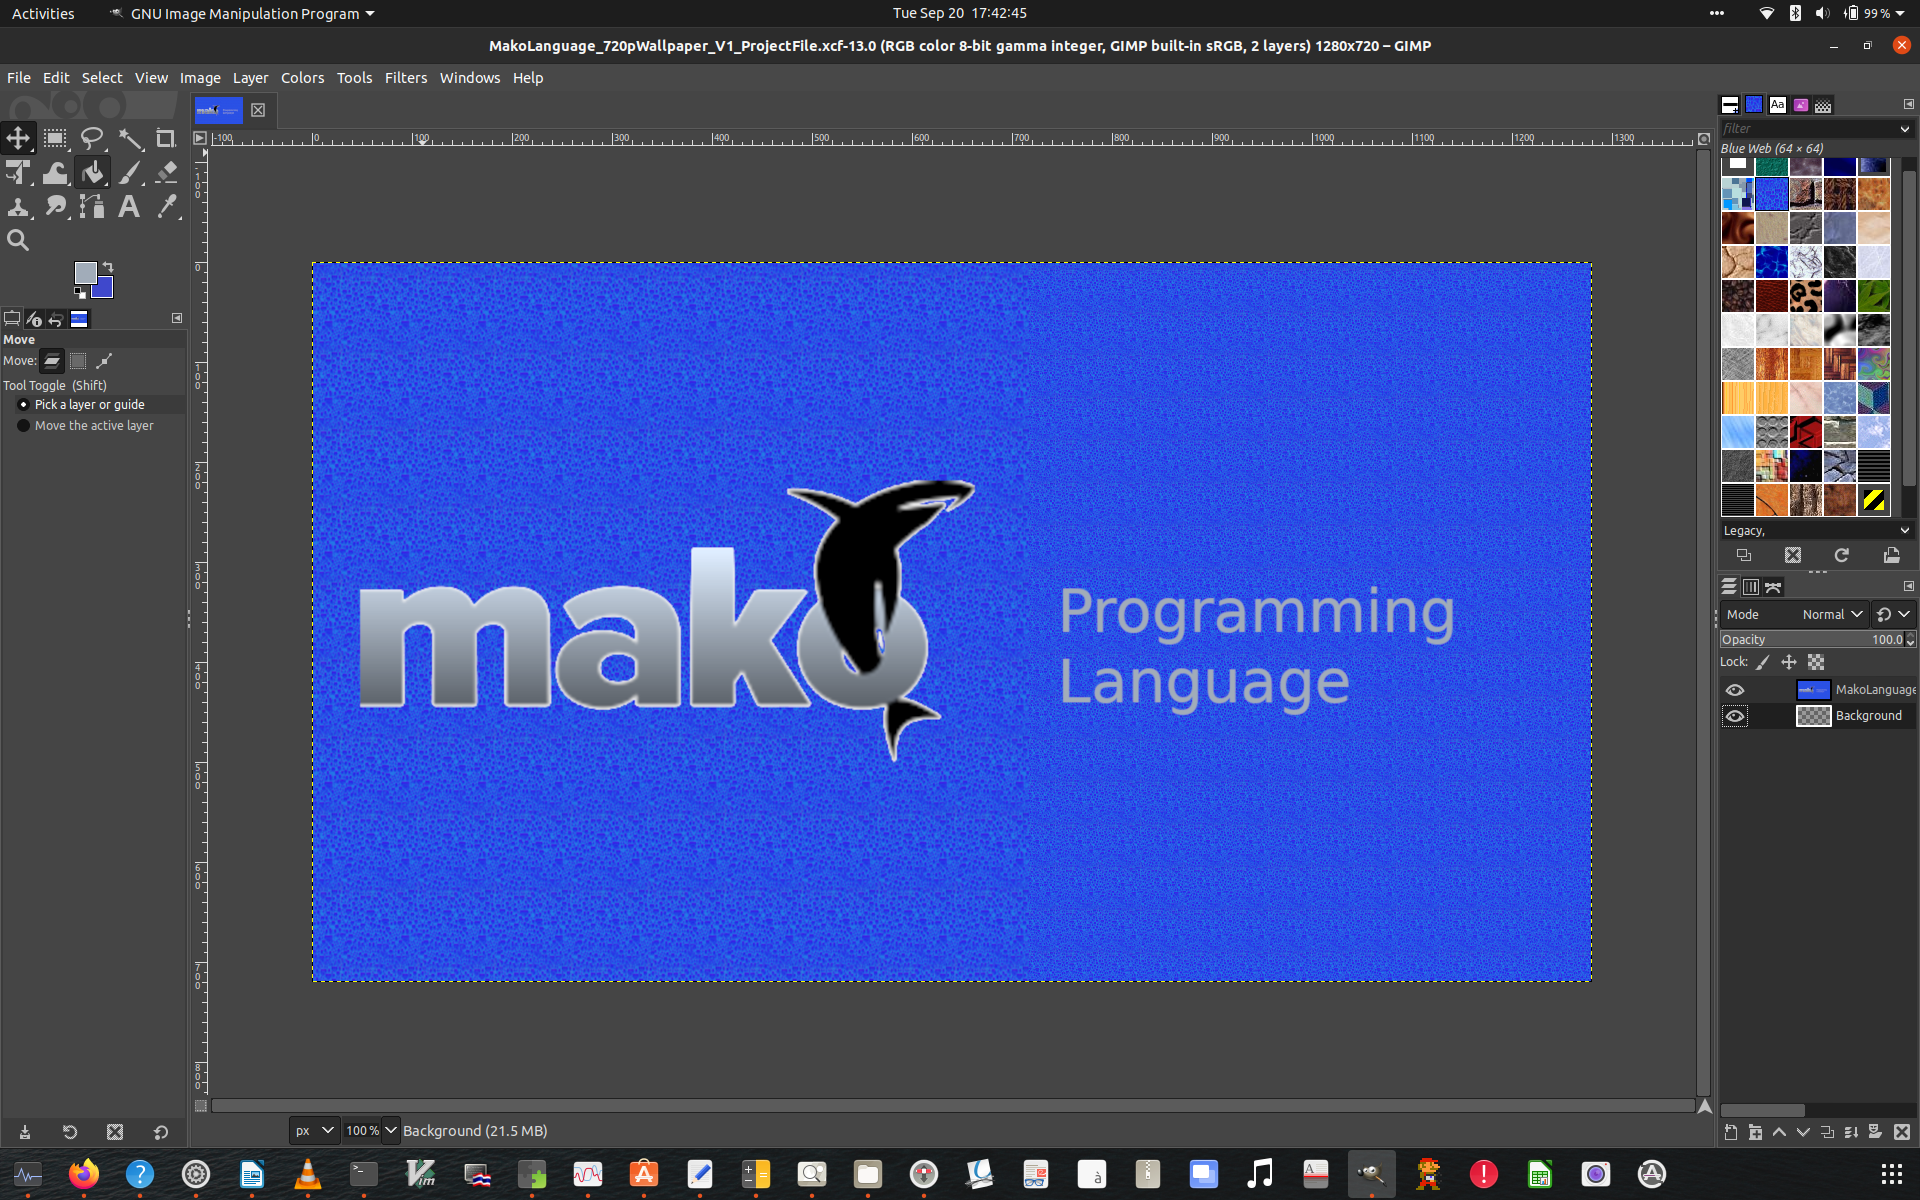 Activities
GNU Image Manipulation Program
Tue Sep 20 17:42:45
99 %
MakoLanguage_720pWallpaper_V1_ProjectFile.xcf-13.0 (RGB color 8-bit gamma integer, GIMP built-in sRGB, 2 layers) 1280x720 – GIMP
File Edit Select View Image Layer Colors Tools Filters Windows Help
-100 0 100 200 300 400 500 600 700 800 900 1000 1100 1200 1300
Aa
filter
Blue Web (64 × 64)
Move
Move:
Tool Toggle (Shift)
Pick a layer or guide
Move the active layer
mako
Programming
Language
Legacy,
Mode Normal
Opacity 100.0
Lock:
MakoLanguage
Background
px 100 % Background (21.5 MB)